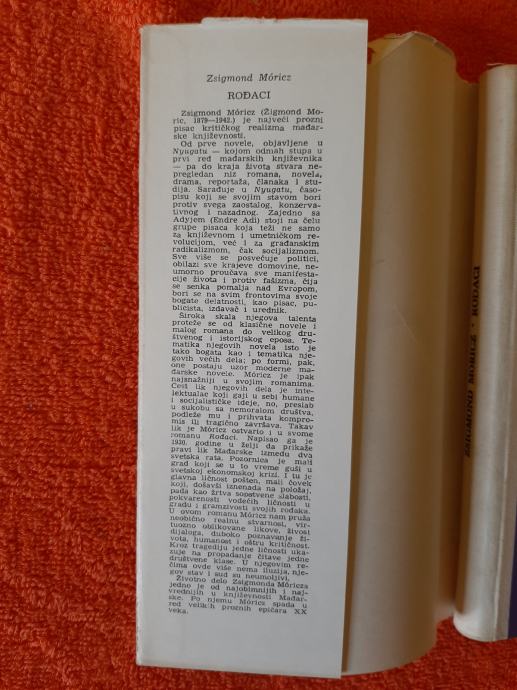 Zsigmond Móricz
ROĐACI
Zsigmond Móricz (Žigmond Mo-
ric, 1879—1942.) je najveći prozni
pisac kritičkog realizma mađar-
ske književnosti.
Od prve novele, objavljene u
Nyugatu — kojom odmah stupa u
prvi red mađarskih književnika
— pa do kraja života stvara ne-
pregledan niz romana, novela,
drama, reportaža, članaka i stu-
dija. Sarađuje u Nyugatu, časo-
pisu koji se svojim stavom bori
protiv svega zaostalog, konzerva-
tivnog i nazadnog. Zajedno sa
Adyjem (Endre Adi) stoji na čelu
grupe pisaca koja teži ne samo
za književnom i umetničkom re-
volucijom, već i za građanskim
radikalizmom, čak socijalizmom.
Sve više se posvećuje politici,
obilazi sve krajeve domovine, ne-
umorno proučava sve manifesta-
cije života i protiv fašizma, čija
se senka pomalja nad Evropom,
bori se na svim frontovima svoje
bogate delatnosti, kao pisac, pu-
blicista, izdavač i urednik.
Široka skala njegova talenta
proteže se od klasične novele i
malog romana do velikog dru-
štvenog i istorijskog eposa. Te-
matika njegovih novela isto je
tako bogata kao i tematika nje-
govih većih dela; po formi, pak,
one postaju uzor moderne ma-
đarske novele. Móricz je ipak
najsnažniji u svojim romanima.
Čest lik njegovih dela je inte-
lektualac koji gaji u sebi humane
i socijalističke ideje, no, preslab
u sukobu sa nemoralom društva,
podleže mu i prihvata kompro-
mis ili tragično završava. Takav
lik je Móricz ostvario i u svome
romanu Rođaci. Napisao ga je
1930. godine u želji da prikaže
pravi lik Mađarske između dva
svetska rata. Pozornica je mali
grad koji se u to vreme guši u
svetskoj ekonomskoj krizi. I tu je
glavna ličnost pošten, mali čovek
koji, došavši iznenada na položaj,
pada kao žrtva sopstvene slabosti,
pokvarenosti vodećih ličnosti u
gradu i gramzivosti svojih rođaka.
U ovom romanu Móricz nam pruža
neobično realnu stvarnost, vir-
tuozno oblikovane likove, živost
dijaloga, duboko poznavanje ži-
vota, humanost i oštru kritičnost.
Kroz tragediju jedne ličnosti uka-
zuje na propadanje čitave jedne
društvene klase. U njegovim re-
čima ovde više nema iluzija, nje-
gov stav i sud su neumoljivi.
Životno delo Zsigmonda Móricza
jedno je od najobimnijih i naj-
vrednijih u književnosti Mađar-
ske. Po njemu Móricz spada u
red velikih proznih epičara XX
veka.
ZSIGMOND MÓRICZ • ROĐACI